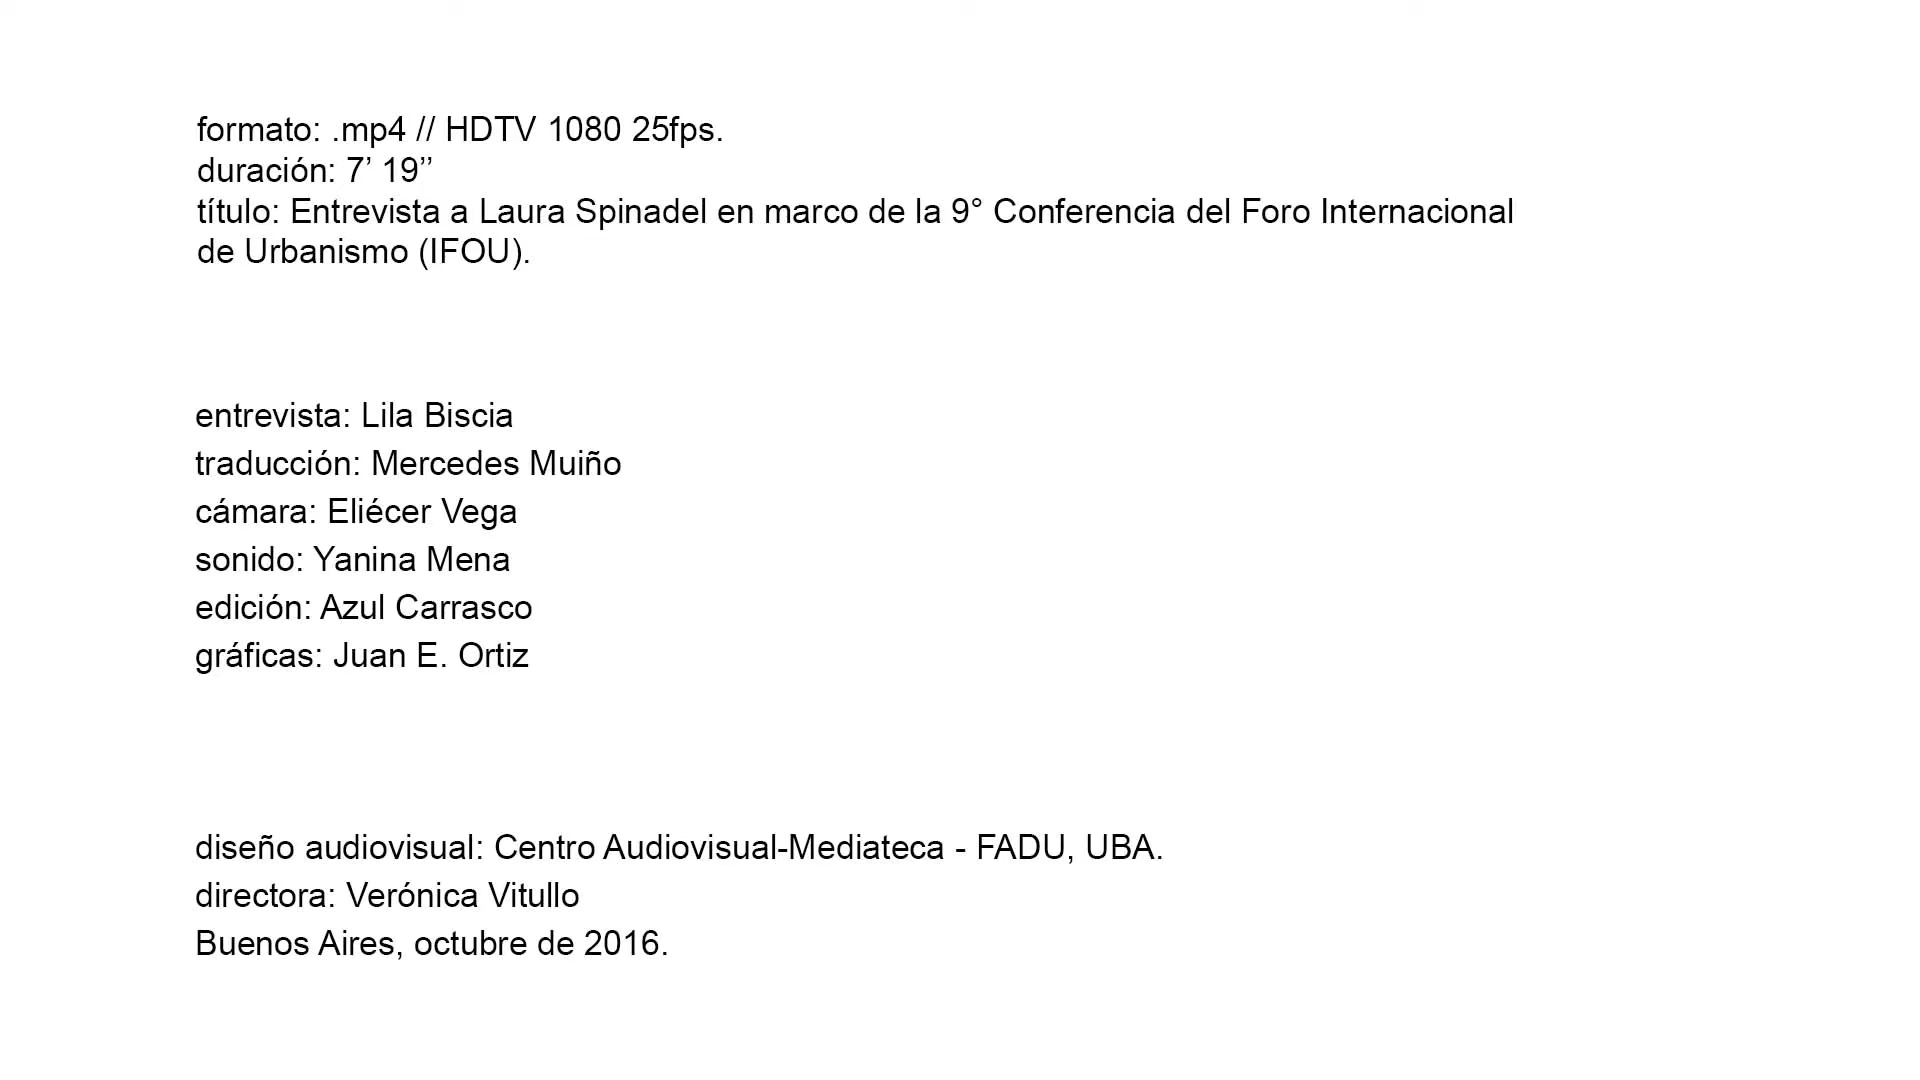 formato: .mp4 // HDTV 1080 25fps.
duración: 7’ 19’’
título: Entrevista a Laura Spinadel en marco de la 9° Conferencia del Foro Internacional
de Urbanismo (IFOU).
entrevista: Lila Biscia
traducción: Mercedes Muiño
cámara: Eliécer Vega
sonido: Yanina Mena
edición: Azul Carrasco
gráficas: Juan E. Ortiz
diseño audiovisual: Centro Audiovisual-Mediateca - FADU, UBA.
directora: Verónica Vitullo
Buenos Aires, octubre de 2016.